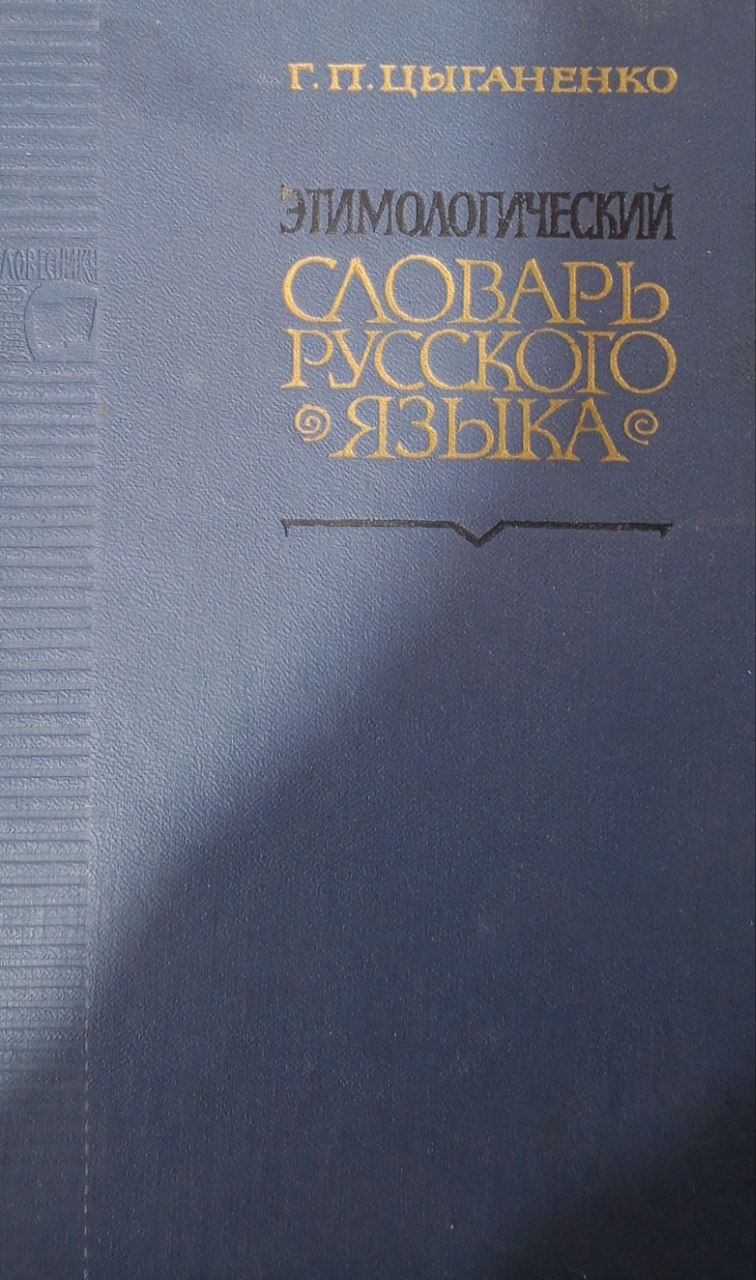 Г. П. ЦЫГАНЕНКО
ЭТИМОЛОГИЧЕСКИЙ
СЛОВАРЬ
РУССКОГО
ЯЗЫКА